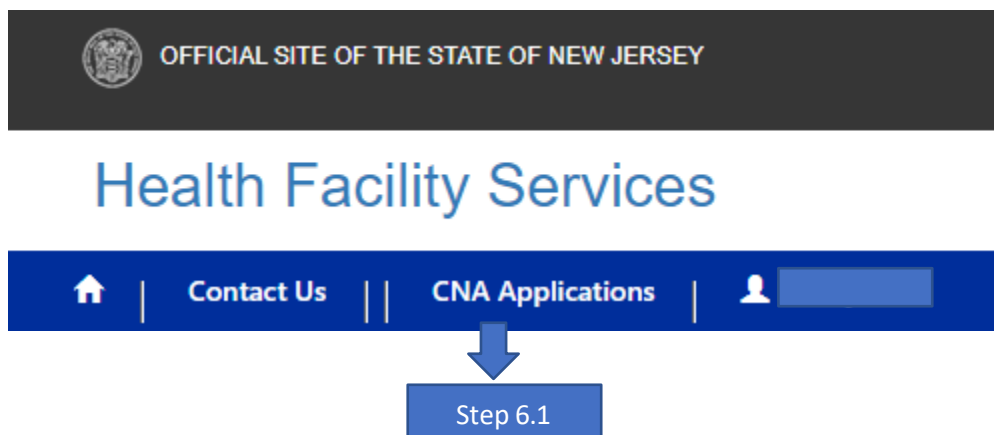 OFFICIAL SITE OF THE STATE OF NEW JERSEY
Health Facility Services
Contact Us | | CNA Applications |
Step 6.1